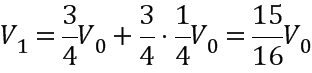 V₁ = 3/4 V₀ + 3/4 · 1/4 V₀ = 15/16 V₀